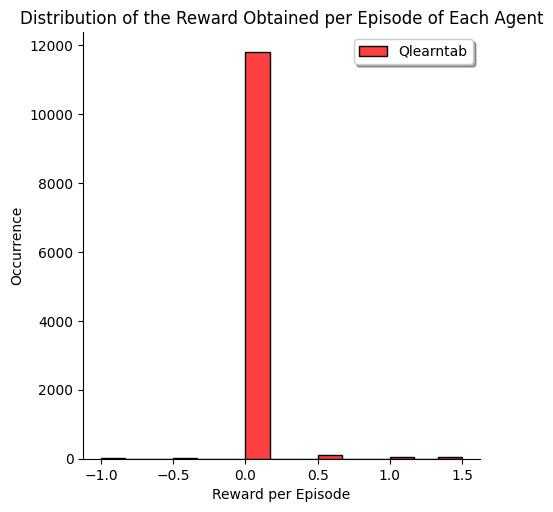 Distribution of the Reward Obtained per Episode of Each Agent
Qlearntab
12000
10000
8000
6000
4000
2000
0
Occurrence
−1.0 −0.5 0.0 0.5 1.0 1.5
Reward per Episode